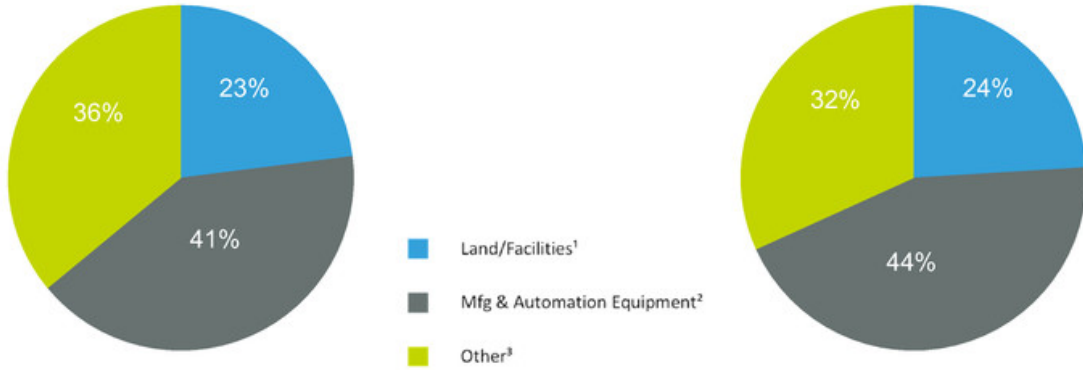 23%
36%
41%
Land/Facilities¹
Mfg & Automation Equipment²
Other³
24%
32%
44%